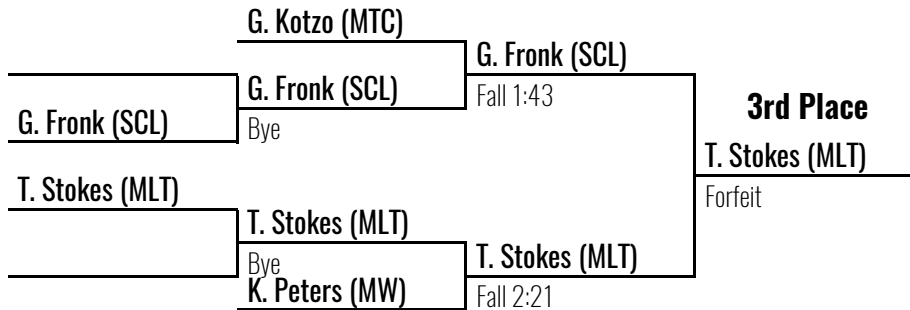 G. Kotzo (MTC)
G. Fronk (SCL)
G. Fronk (SCL)
Fall 1:43
3rd Place
G. Fronk (SCL)
Bye
T. Stokes (MLT)
T. Stokes (MLT)
Forfeit
T. Stokes (MLT)
Bye
T. Stokes (MLT)
K. Peters (MW)
Fall 2:21